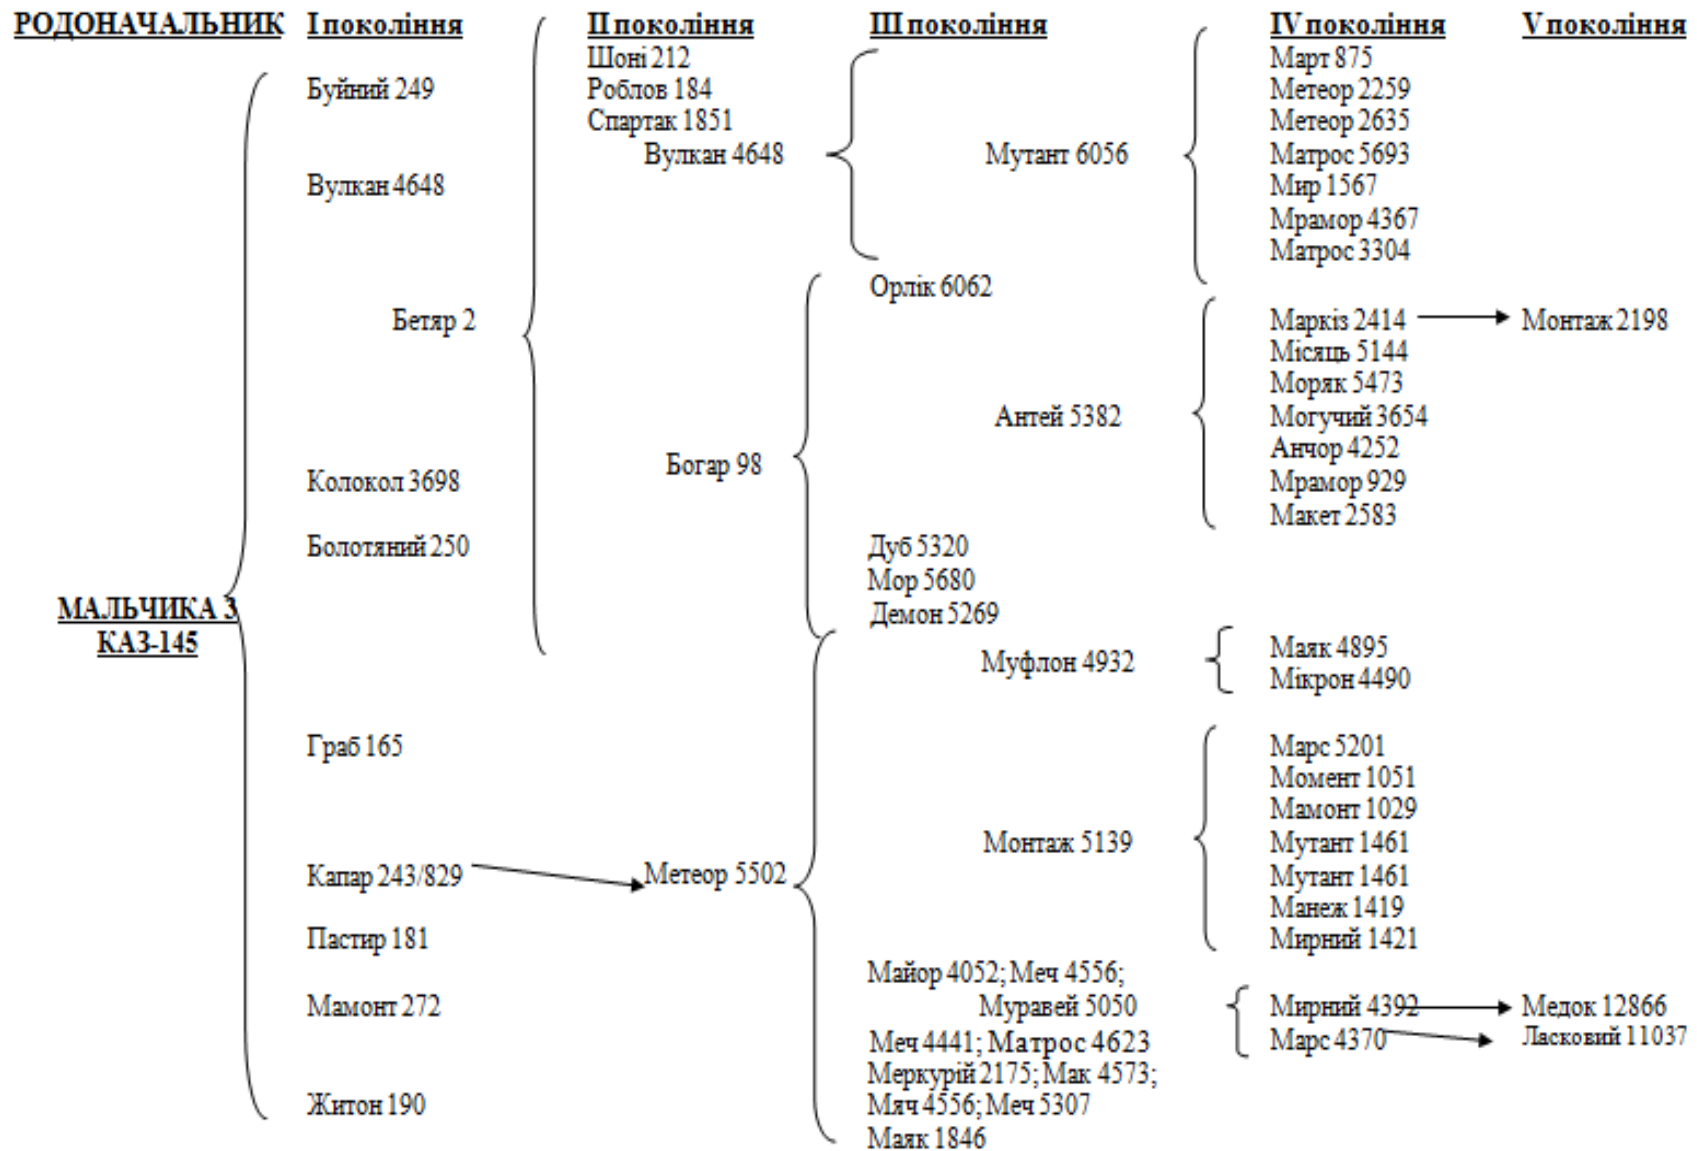 РОДОНАЧАЛЬНИК І покоління ІІ покоління ІІІ покоління ІV покоління V покоління
Шоні 212 Март 875
Буйний 249 Роблов 184 Метеор 2259
Спартак 1851 Метеор 2635
Вулкан 4648 Мутант 6056 Матрос 5693
Вулкан 4648 Мир 1567
Мрамор 4367
Матрос 3304
Орлік 6062
Бетяр 2 Маркіз 2414 Монтаж 2198
Місяць 5144
Моряк 5473
Антей 5382 Могучий 3654
Анчор 4252
Богар 98
Колокол 3698 Мрамор 929
Макет 2583
Болотяний 250 Дуб 5320
Мор 5680
МАЛЬЧИКА 3 Демон 5269
КАЗ-145 Маяк 4895
Муфлон 4932
Мікрон 4490
Граб 165 Марс 5201
Момент 1051
Мамонт 1029
Монтаж 5139 Мутант 1461
Капар 243/829 Метеор 5502 Мутант 1461
Манеж 1419
Пастир 181 Мирний 1421
Майор 4052; Меч 4556;
Мамонт 272 Муравей 5050 Мирний 4392 Медок 12866
Меч 4441; Матрос 4623 Марс 4370 Ласковий 11037
Меркурій 2175; Мак 4573;
Житон 190 Мяч 4556; Меч 5307
Маяк 1846